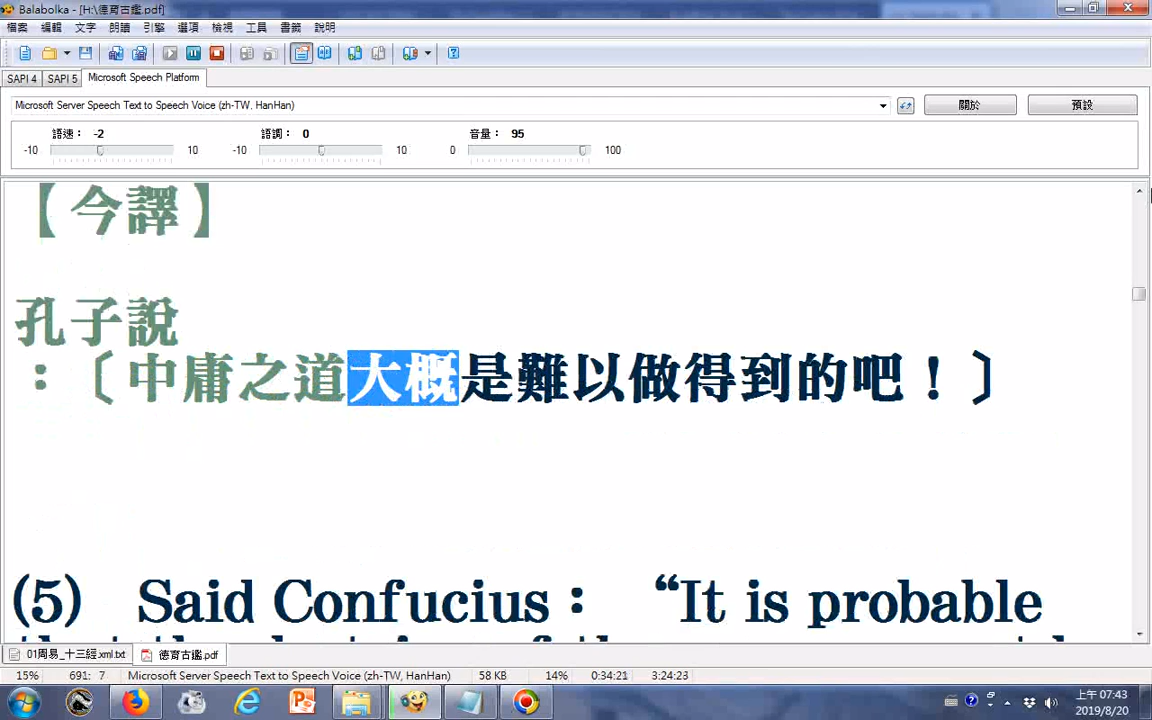 Balabolka - [H:\德育古鑑.pdf]
檔案 編輯 文字 朗讀 引擎 選項 檢視 工具 書籤 說明
SAPI 4 SAPI 5 Microsoft Speech Platform
Microsoft Server Speech Text to Speech Voice (zh-TW, HanHan) 關於 預設
語速： -2 語調： 0 音量： 95
-10 10 -10 10 0 100
【今譯】
孔子說
：〔中庸之道大概是難以做得到的吧！〕
(5) Said Confucius： “It is probable
01周易_十三經.xml.txt 德育古鑑.pdf
15% 691: 7 Microsoft Server Speech Text to Speech Voice (zh-TW, HanHan) 58 KB 14% 0:34:21 3:24:23
上午 07:43
2019/8/20